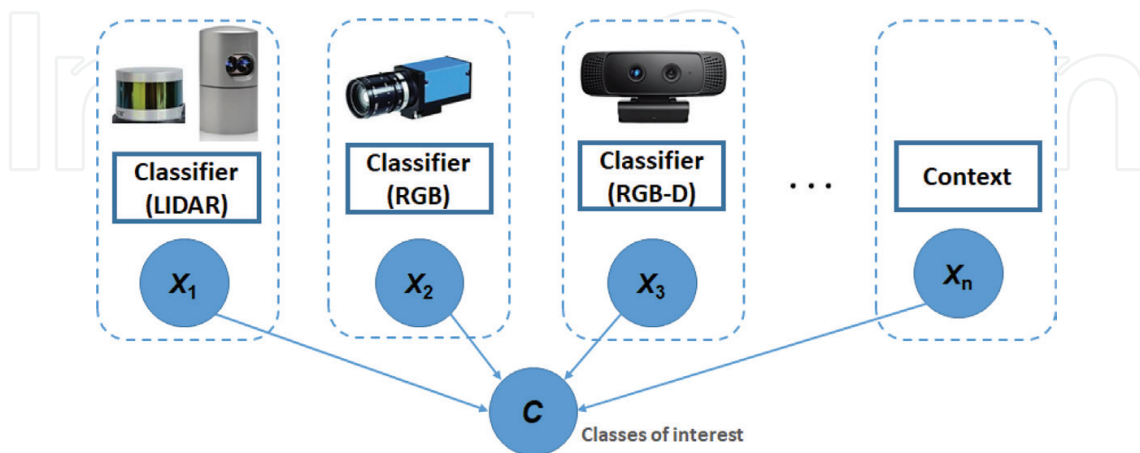 Classifier
(LIDAR)
Classifier
(RGB)
Classifier
(RGB-D)
...
Context
X1
X2
X3
Xn
C
Classes of interest